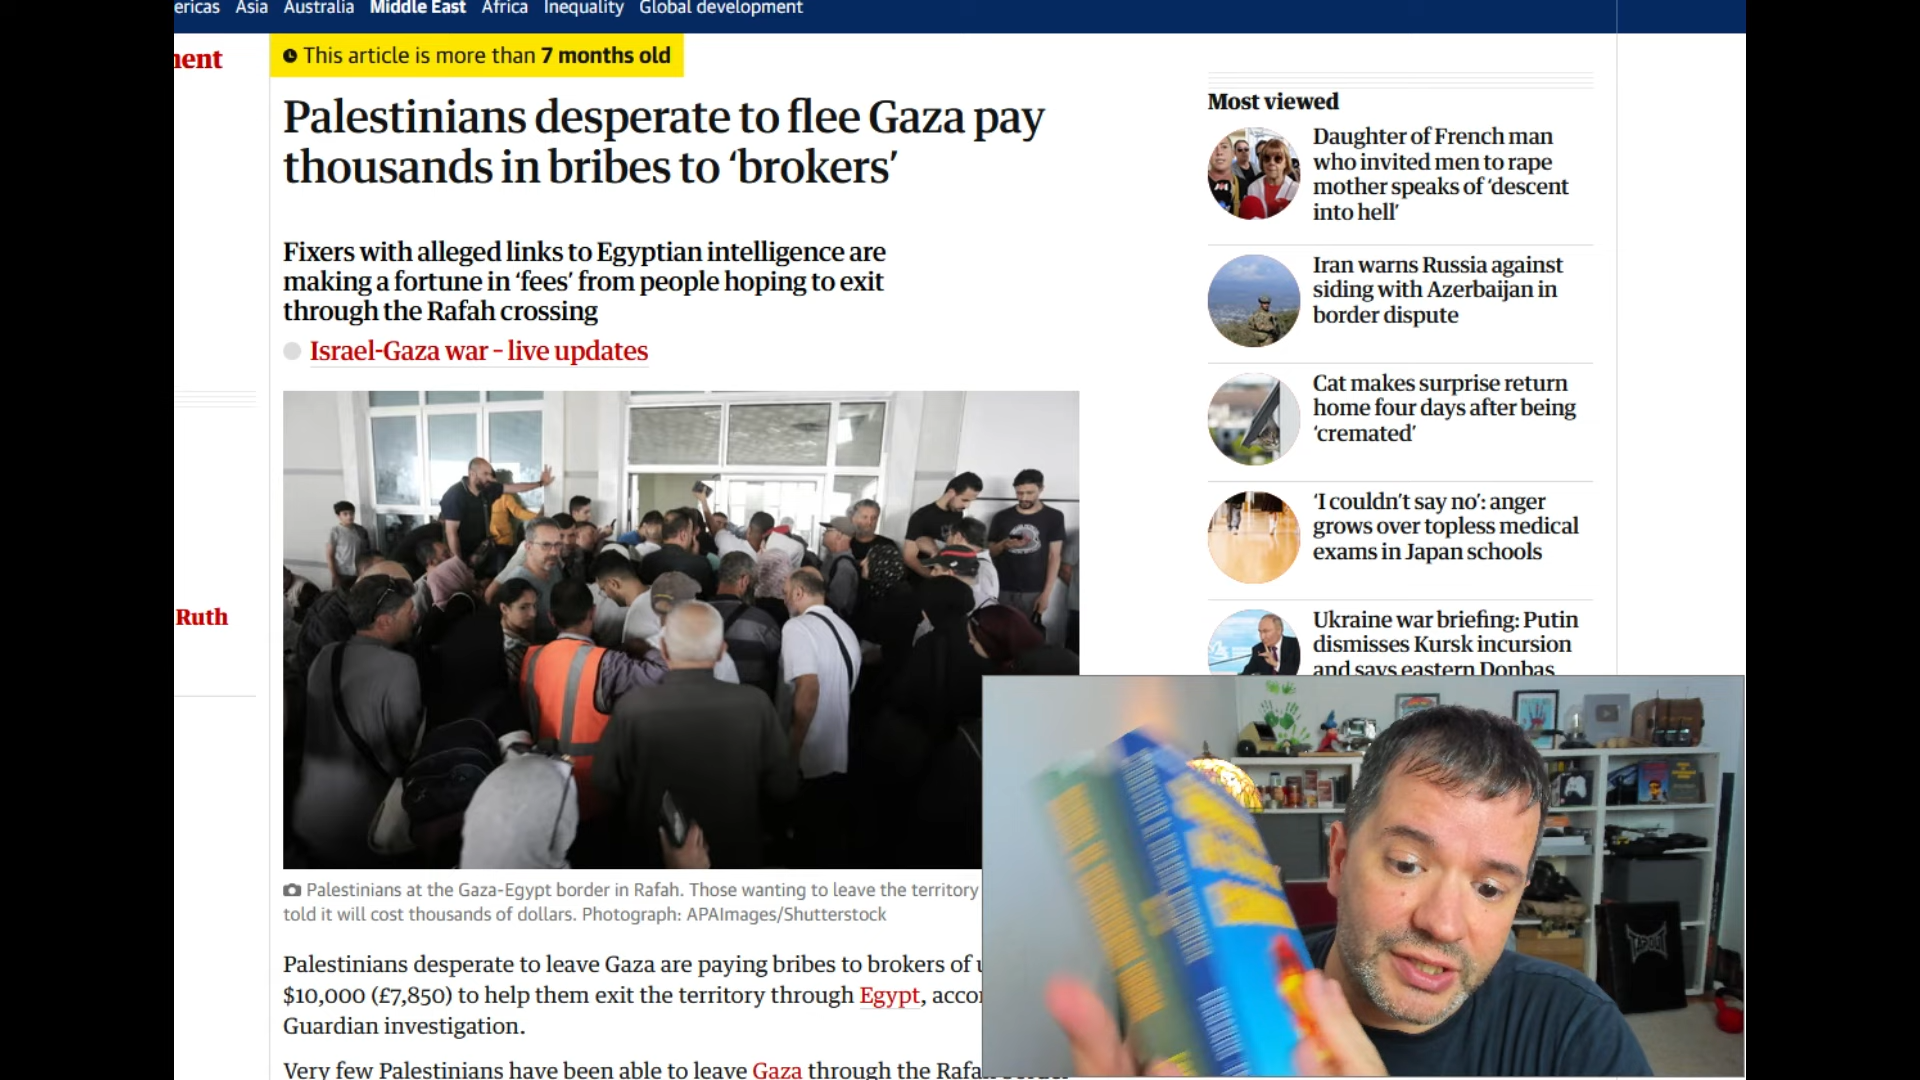 ericas Asia Australia Middle East Africa Inequality Global development
This article is more than 7 months old
Palestinians desperate to flee Gaza pay
thousands in bribes to ‘brokers’
Fixers with alleged links to Egyptian intelligence are
making a fortune in ‘fees’ from people hoping to exit
through the Rafah crossing
Israel-Gaza war – live updates
Palestinians at the Gaza-Egypt border in Rafah. Those wanting to leave the territory
told it will cost thousands of dollars. Photograph: APAImages/Shutterstock
Palestinians desperate to leave Gaza are paying bribes to brokers of
$10,000 (£7,850) to help them exit the territory through Egypt, accor
Guardian investigation.
Very few Palestinians have been able to leave Gaza through the Rafa
Most viewed
Daughter of French man
who invited men to rape
mother speaks of ‘descent
into hell’
Iran warns Russia against
siding with Azerbaijan in
border dispute
Cat makes surprise return
home four days after being
‘cremated’
‘I couldn’t say no’: anger
grows over topless medical
exams in Japan schools
Ukraine war briefing: Putin
dismisses Kursk incursion
and says eastern Donbas
nent
Ruth
TAPOUT